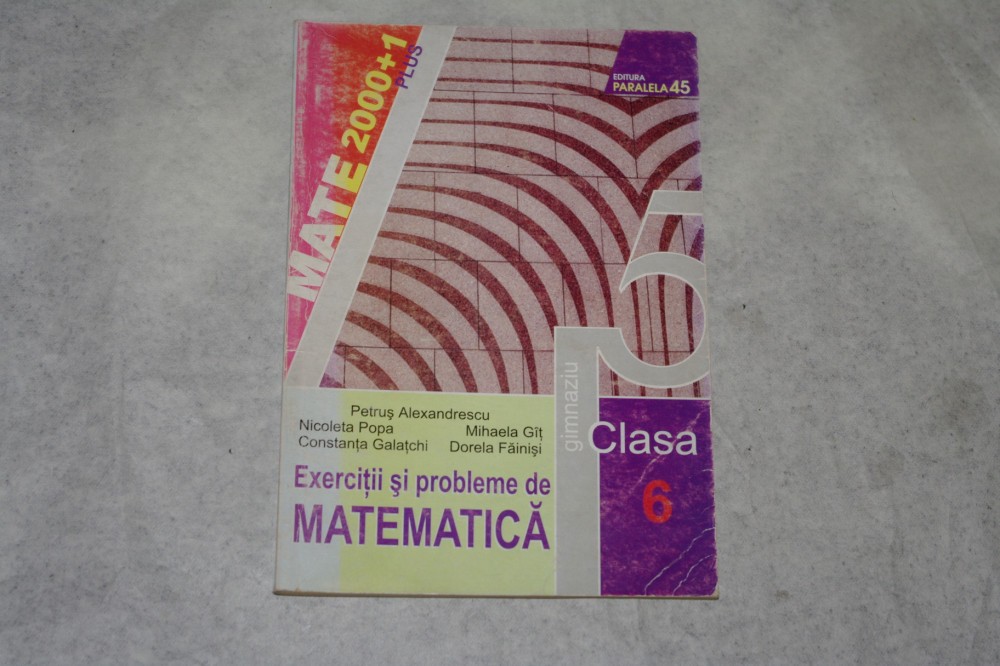 MATE 2000+1
PLUS
EDITURA
PARALELA 45
gimnaziu
Petruş Alexandrescu
Nicoleta Popa Mihaela Gîţ
Constanţa Galaţchi Dorela Făinişi
Clasa
6
Exerciţii şi probleme de
MATEMATICĂ